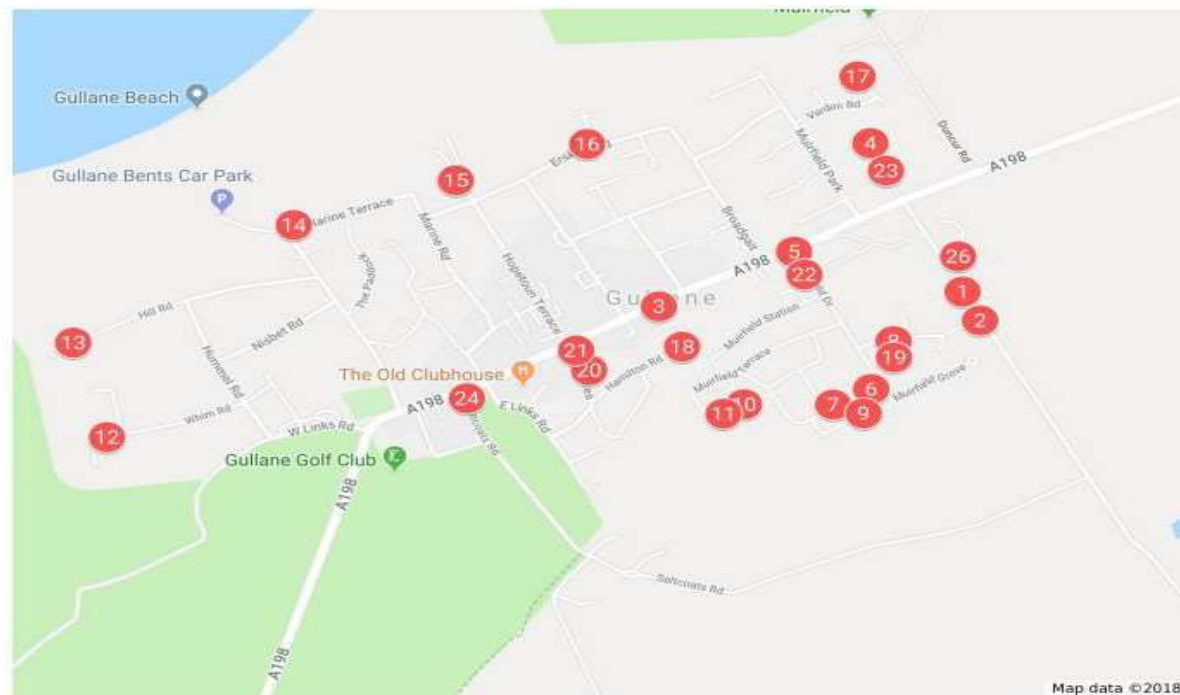 Muirfield
17
Gullane Beach
Varden Rd
16
4
Duncur Rd
Muirfield Park
A198
23
Gullane Bents Car Park
15
P
Marine Terrace
14
Broadgait
Marine Rd
5
A198
26
The Paddock
Hopetoun Terrace
22
1
Gullane
3
Hill Rd
Muirfield Station
2
Nisbet Rd
13
8
18
21
19
Hummel Rd
The Old Clubhouse
20
Hamilton Rd
Muirfield Terrace
6
Muirfield Grove
24
A198
10
7
11
9
Whim Rd
E Links Rd
W Links Rd
12
Gullane Golf Club
A198
Saltcoats Rd
A198
Map data ©2018